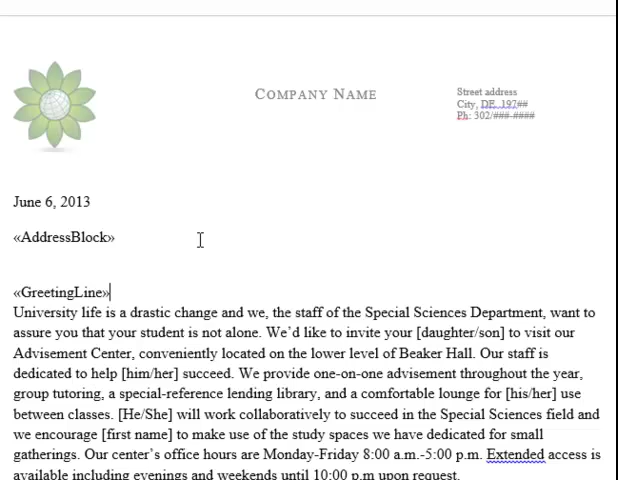 COMPANY NAME
Street address
City, DE 197##
Ph: 302/###-####
June 6, 2013
«AddressBlock»
«GreetingLine»
University life is a drastic change and we, the staff of the Special Sciences Department, want to
assure you that your student is not alone. We’d like to invite your [daughter/son] to visit our
Advisement Center, conveniently located on the lower level of Beaker Hall. Our staff is
dedicated to help [him/her] succeed. We provide one-on-one advisement throughout the year,
group tutoring, a special-reference lending library, and a comfortable lounge for [his/her] use
between classes. [He/She] will work collaboratively to succeed in the Special Sciences field and
we encourage [first name] to make use of the study spaces we have dedicated for small
gatherings. Our center’s office hours are Monday-Friday 8:00 a.m.-5:00 p.m. Extended access is
available including evenings and weekends until 10:00 p.m upon request.